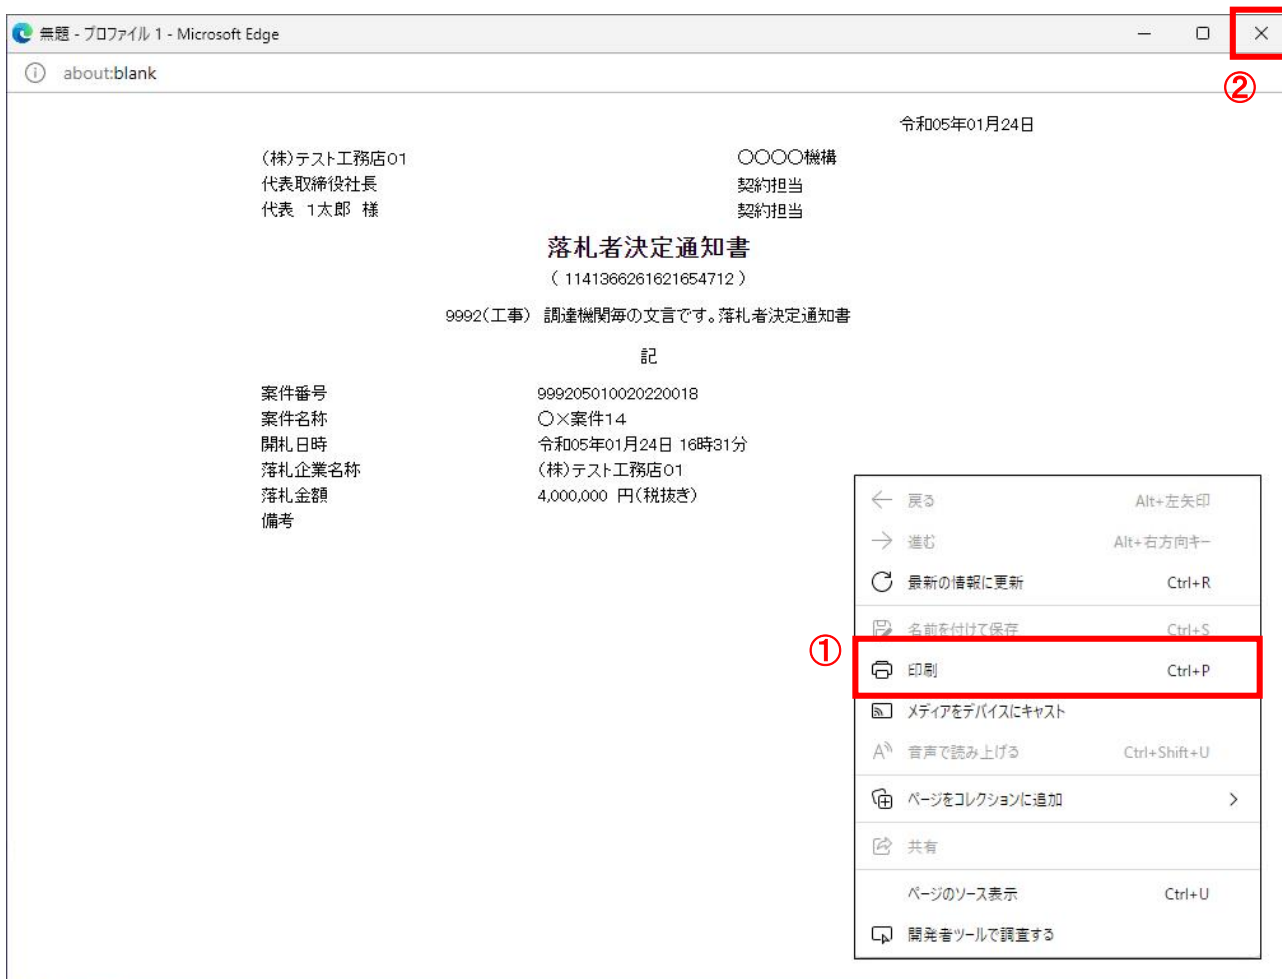 無題 - プロファイル 1 - Microsoft Edge
about:blank
②
令和05年01月24日
(株)テスト工務店01
〇〇〇〇機構
代表取締役社長
契約担当
代表 1太郎 様
契約担当
落札者決定通知書
( 1141366261621654712 )
9992(工事) 調達機関毎の文言です。落札者決定通知書
記
案件番号 999205010020220018
案件名称 〇×案件14
開札日時 令和05年01月24日 16時31分
落札企業名称 (株)テスト工務店01
落札金額 4,000,000 円(税抜き)
備考
戻る Alt+左矢印
進む Alt+右方向キー
最新の情報に更新 Ctrl+R
名前を付けて保存 Ctrl+S
①
印刷 Ctrl+P
メディアをデバイスにキャスト
音声で読み上げる Ctrl+Shift+U
ページをコレクションに追加
共有
ページのソース表示 Ctrl+U
開発者ツールで調査する